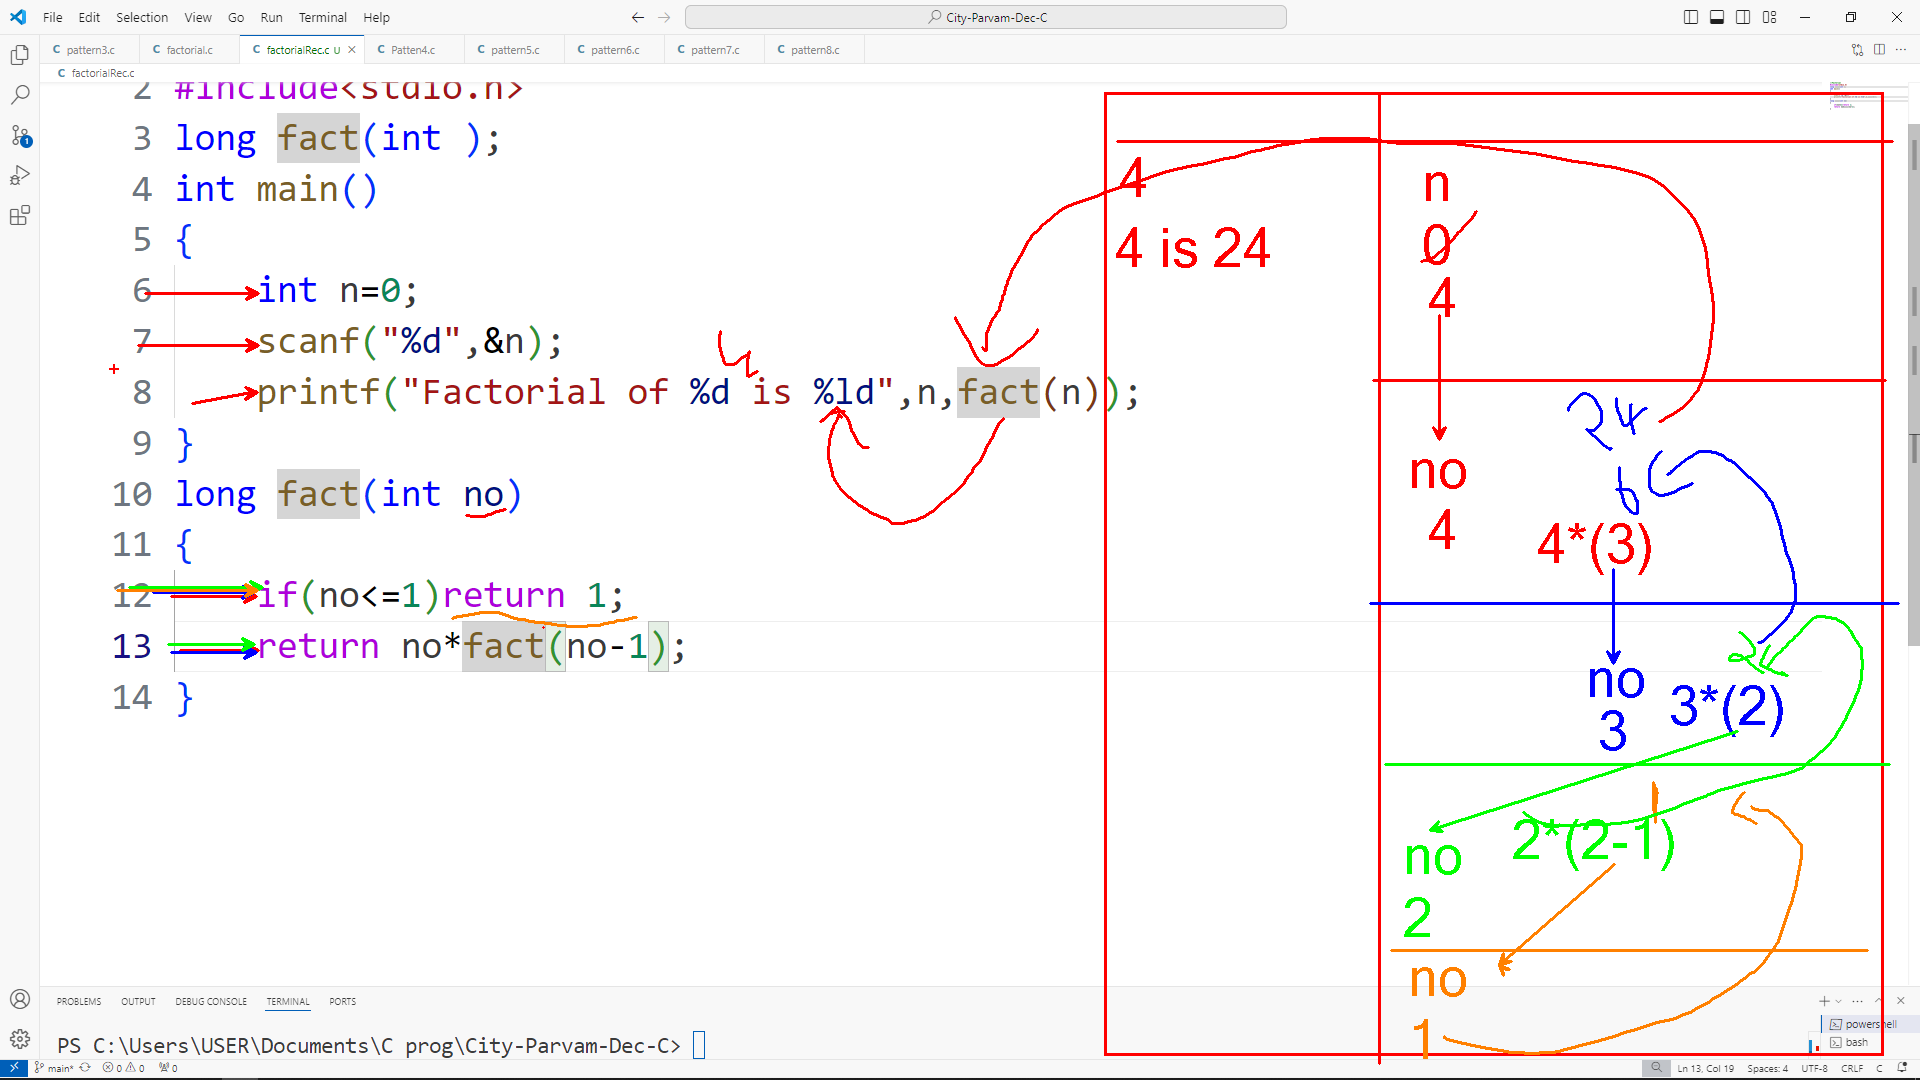 File Edit Selection View Go Run Terminal Help
City-Parvam-Dec-C
C pattern3.c C factorial.c C factorialRec.c U C Patten4.c C pattern5.c C pattern6.c C pattern7.c C pattern8.c
C factorialRec.c
2 #include<stdio.h>
3 long fact(int );
4 int main()
5 {
6 int n=0;
7 scanf("%d",&n);
8 printf("Factorial of %d is %ld",n,fact(n));
9 }
10 long fact(int no)
11 {
12 if(no<=1)return 1;
13 return no*fact(no-1);
14 }
4
4 is 24
n
0
4
24
no
6
4
4*(3)
2
no
3*(2)
3
1
2*(2-1)
no
2
no
1
PROBLEMS OUTPUT DEBUG CONSOLE TERMINAL PORTS
powershell
bash
PS C:\Users\USER\Documents\C prog\City-Parvam-Dec-C>
main* 0 0 0 Ln 13, Col 19 Spaces: 4 UTF-8 CRLF C